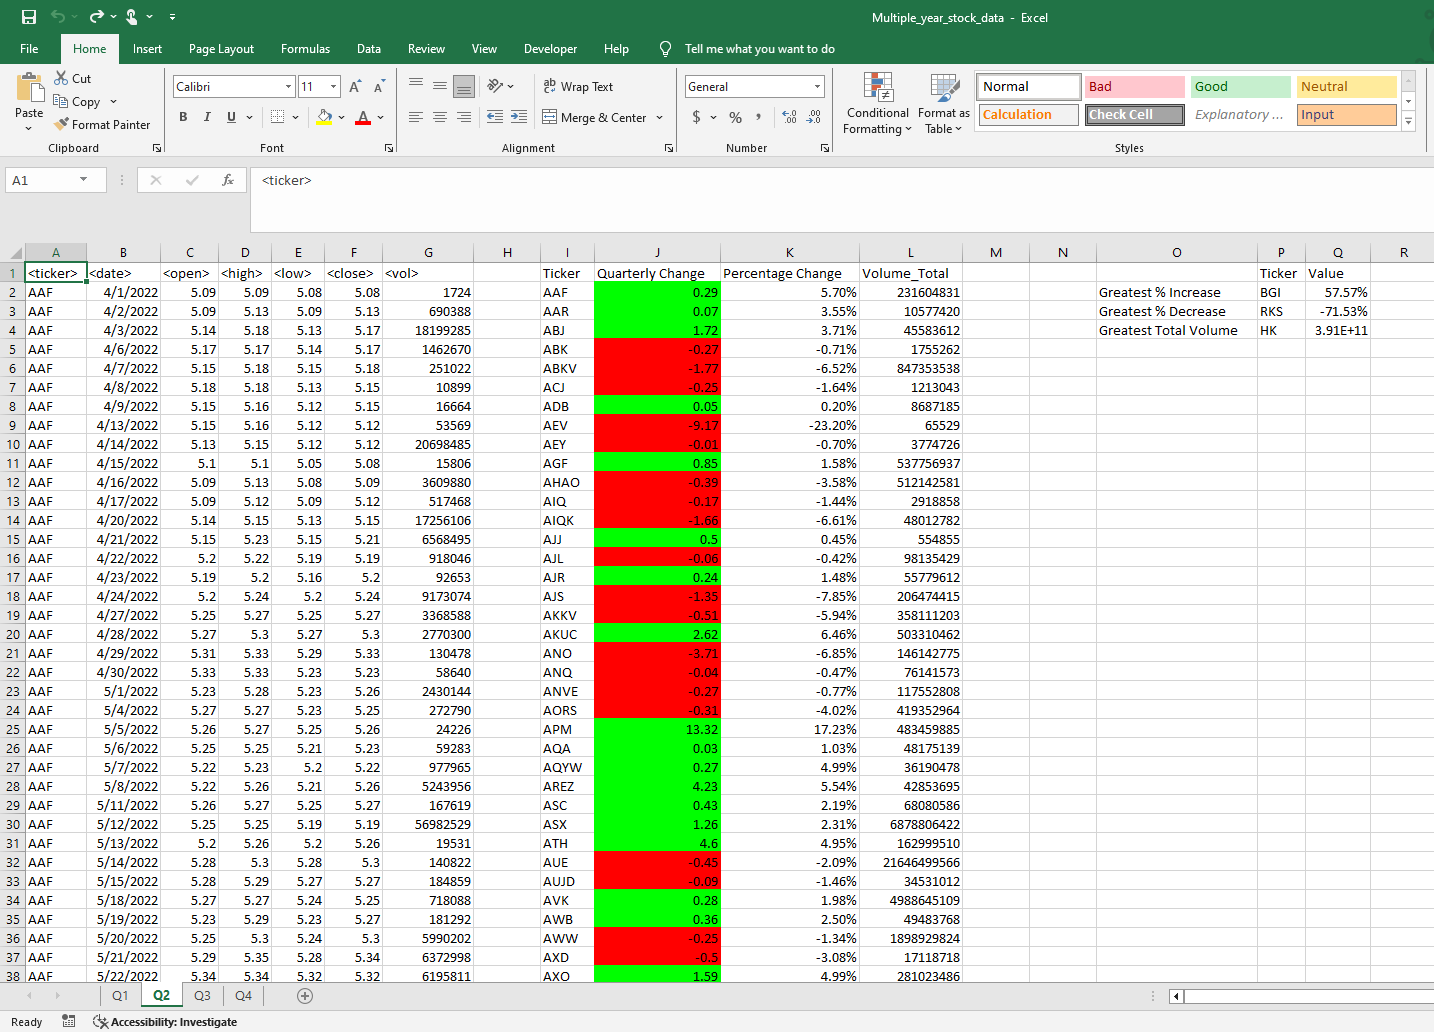 Multiple_year_stock_data - Excel
File Home Insert Page Layout Formulas Data Review View Developer Help Tell me what you want to do
Paste Cut Copy Format Painter
Clipboard
Calibri 11 A A B I U A
Font
ab Wrap Text
Merge & Center
Alignment
General
$ % , .00 .00
Number
Conditional Formatting Format as Table
Normal Bad Good Neutral
Calculation Check Cell Explanatory ... Input
Styles
A1 fx <ticker>
A B C D E F G H I J K L M N O P Q R
1 <ticker> <date> <open> <high> <low> <close> <vol> Ticker Quarterly Change Percentage Change Volume_Total Ticker Value
2 AAF 4/1/2022 5.09 5.09 5.08 5.08 1724 AAF 0.29 5.70% 231604831 Greatest % Increase BGI 57.57%
3 AAF 4/2/2022 5.09 5.13 5.09 5.13 690388 AAR 0.07 3.55% 10577420 Greatest % Decrease RKS -71.53%
4 AAF 4/3/2022 5.14 5.18 5.13 5.17 18199285 ABJ 1.72 3.71% 45583612 Greatest Total Volume HK 3.91E+11
5 AAF 4/6/2022 5.17 5.17 5.14 5.17 1462670 ABK -0.27 -0.71% 1755262
6 AAF 4/7/2022 5.15 5.18 5.15 5.18 251022 ABKV -1.77 -6.52% 847353538
7 AAF 4/8/2022 5.18 5.18 5.13 5.15 10899 ACJ -0.25 -1.64% 1213043
8 AAF 4/9/2022 5.15 5.16 5.12 5.15 16664 ADB 0.05 0.20% 8687185
9 AAF 4/13/2022 5.15 5.16 5.12 5.12 53569 AEV -9.17 -23.20% 65529
10 AAF 4/14/2022 5.13 5.15 5.12 5.12 20698485 AEY -0.01 -0.70% 3774726
11 AAF 4/15/2022 5.1 5.1 5.05 5.08 15806 AGF 0.85 1.58% 537756937
12 AAF 4/16/2022 5.09 5.13 5.08 5.09 3609880 AHAO -0.39 -3.58% 512142581
13 AAF 4/17/2022 5.09 5.12 5.09 5.12 517468 AIQ -0.17 -1.44% 2918858
14 AAF 4/20/2022 5.14 5.15 5.13 5.15 17256106 AIQK -1.66 -6.61% 48012782
15 AAF 4/21/2022 5.15 5.23 5.15 5.21 6568495 AJJ 0.5 0.45% 554855
16 AAF 4/22/2022 5.2 5.22 5.19 5.19 918046 AJL -0.06 -0.42% 98135429
17 AAF 4/23/2022 5.19 5.2 5.16 5.2 92653 AJR 0.24 1.48% 55779612
18 AAF 4/24/2022 5.2 5.24 5.2 5.24 9173074 AJS -1.35 -7.85% 206474415
19 AAF 4/27/2022 5.25 5.27 5.25 5.27 3368588 AKKV -0.51 -5.94% 358111203
20 AAF 4/28/2022 5.27 5.3 5.27 5.3 2770300 AKUC 2.62 6.46% 503310462
21 AAF 4/29/2022 5.31 5.33 5.29 5.33 130478 ANO -3.71 -6.85% 146142775
22 AAF 4/30/2022 5.33 5.33 5.23 5.23 58640 ANQ -0.04 -0.47% 76141573
23 AAF 5/1/2022 5.23 5.28 5.23 5.26 2430144 ANVE -0.27 -0.77% 117552808
24 AAF 5/4/2022 5.27 5.27 5.23 5.25 272790 AORS -0.31 -4.02% 419352964
25 AAF 5/5/2022 5.26 5.27 5.25 5.26 24226 APM 13.32 17.23% 483459885
26 AAF 5/6/2022 5.25 5.25 5.21 5.23 59283 AQA 0.03 1.03% 48175139
27 AAF 5/7/2022 5.22 5.23 5.2 5.22 977965 AQYW 0.27 4.99% 36190478
28 AAF 5/8/2022 5.22 5.26 5.21 5.26 5243956 AREZ 4.23 5.54% 42853695
29 AAF 5/11/2022 5.26 5.27 5.25 5.27 167619 ASC 0.43 2.19% 68080586
30 AAF 5/12/2022 5.25 5.25 5.19 5.19 56982529 ASX 1.26 2.31% 6878806422
31 AAF 5/13/2022 5.2 5.26 5.2 5.26 19531 ATH 4.6 4.95% 162999510
32 AAF 5/14/2022 5.28 5.3 5.28 5.3 140822 AUE -0.45 -2.09% 21646499566
33 AAF 5/15/2022 5.28 5.29 5.27 5.27 184859 AUJD -0.09 -1.46% 34531012
34 AAF 5/18/2022 5.27 5.27 5.24 5.25 718088 AVK 0.28 1.98% 4988645109
35 AAF 5/19/2022 5.23 5.29 5.23 5.27 181292 AWB 0.36 2.50% 49483768
36 AAF 5/20/2022 5.25 5.3 5.24 5.3 5990202 AWW -0.25 -1.34% 1898929824
37 AAF 5/21/2022 5.29 5.35 5.28 5.34 6372998 AXD -0.5 -3.08% 17118718
38 AAF 5/22/2022 5.34 5.34 5.32 5.32 6195811 AXO 1.59 4.99% 281023486
Q1 Q2 Q3 Q4
Ready Accessibility: Investigate